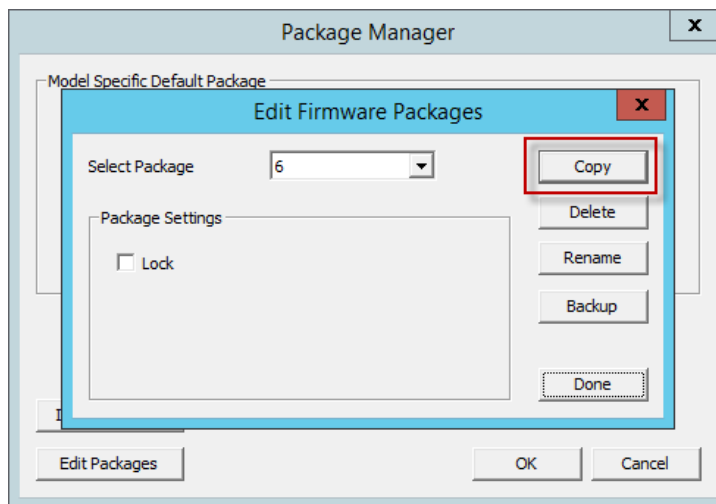 Package Manager
x
Model Specific Default Package
Edit Firmware Packages
x
Select Package
6
Copy
Package Settings
Delete
Lock
Rename
Backup
Done
Edit Packages
OK
Cancel